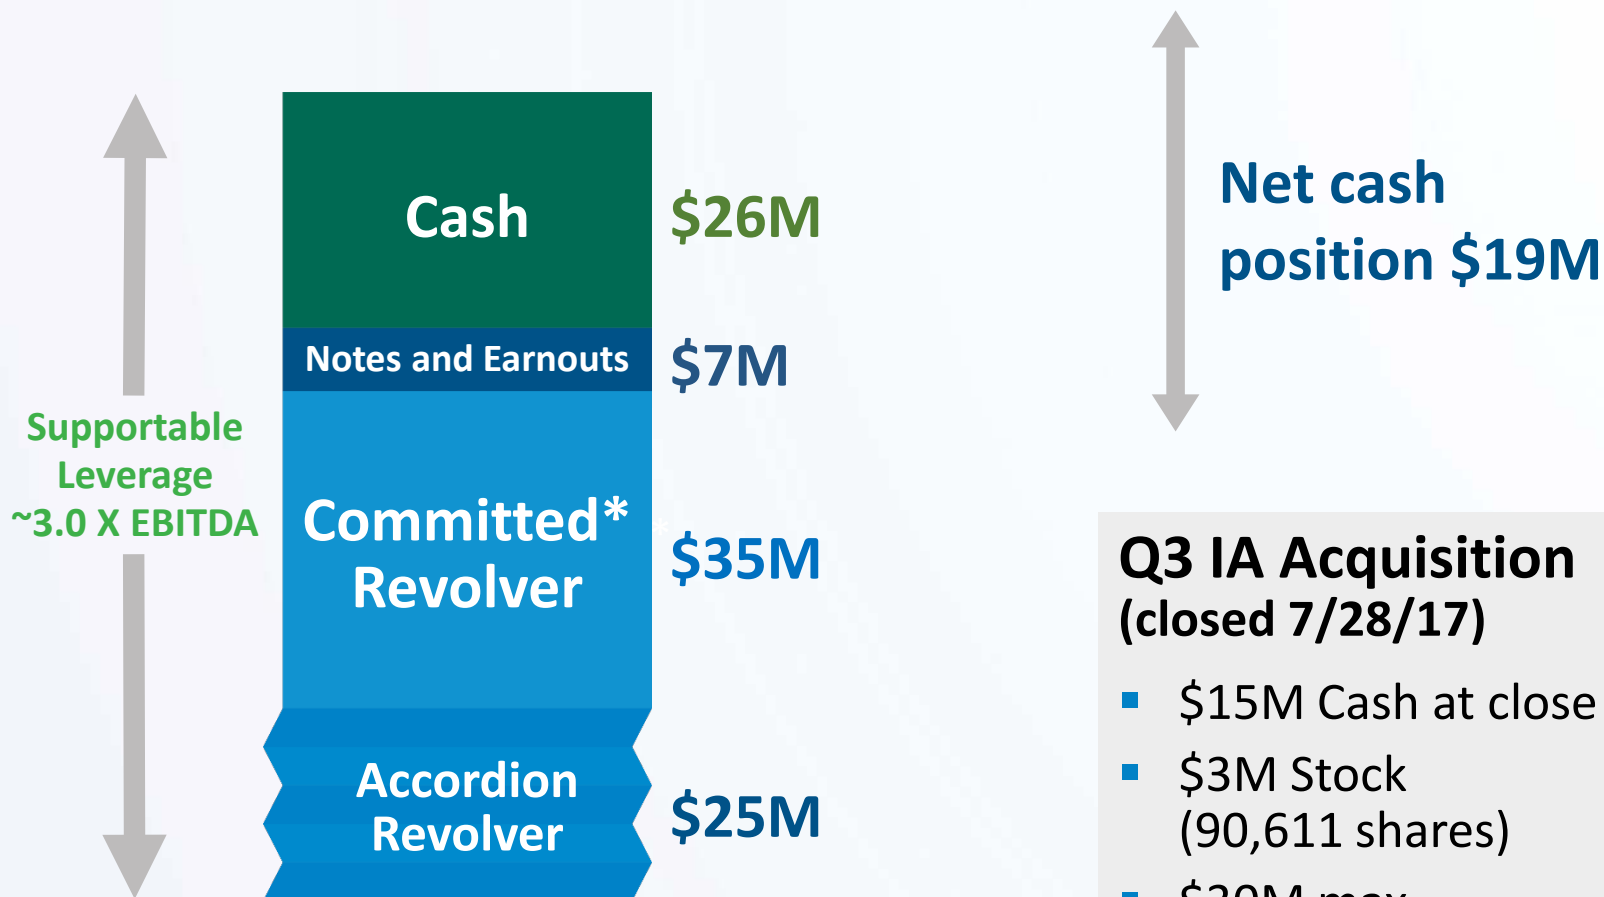 Cash
$26M
Notes and Earnouts
$7M
Supportable
Leverage
~3.0 X EBITDA
Committed*
Revolver
*
$35M
Accordion
Revolver
$25M
Net cash
position $19M
Q3 IA Acquisition
(closed 7/28/17)
▪ $15M Cash at close
▪ $3M Stock
(90,611 shares)